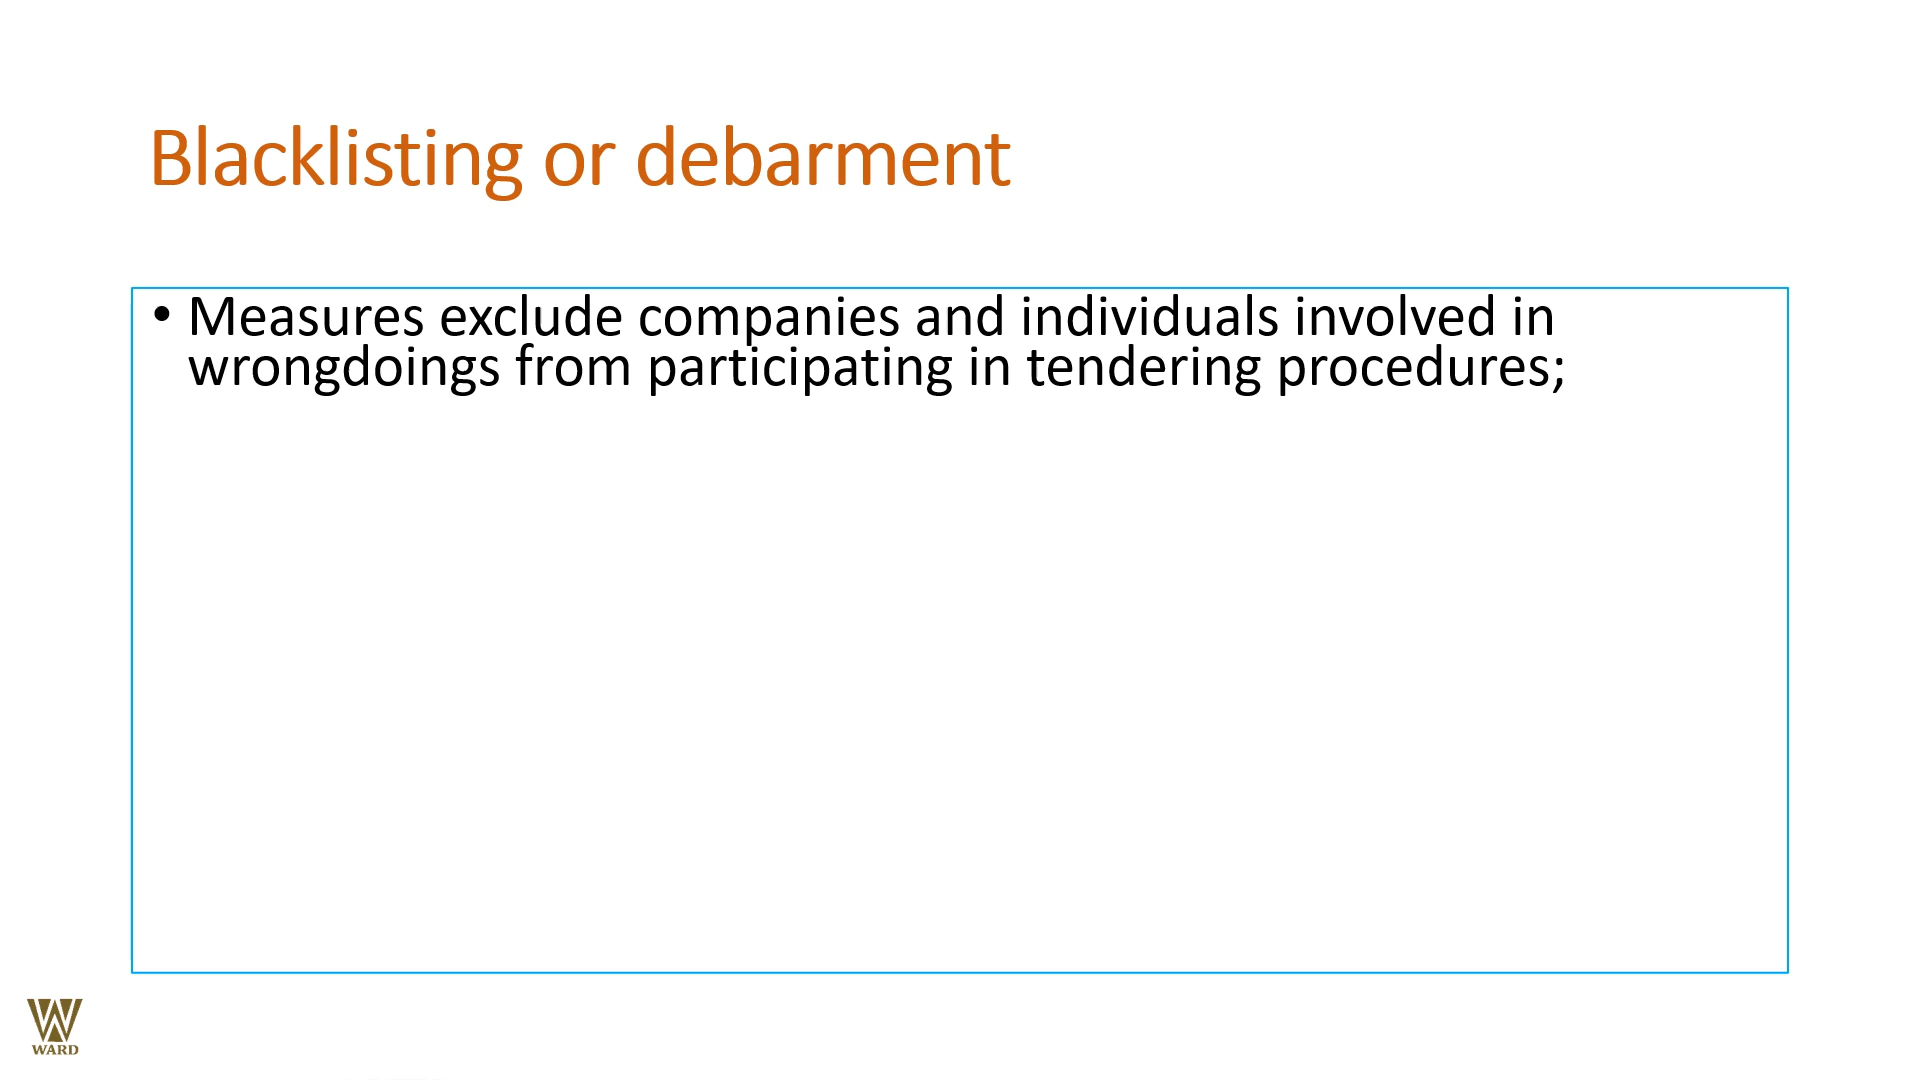 Blacklisting or debarment
• Measures exclude companies and individuals involved in
wrongdoings from participating in tendering procedures;
WARD